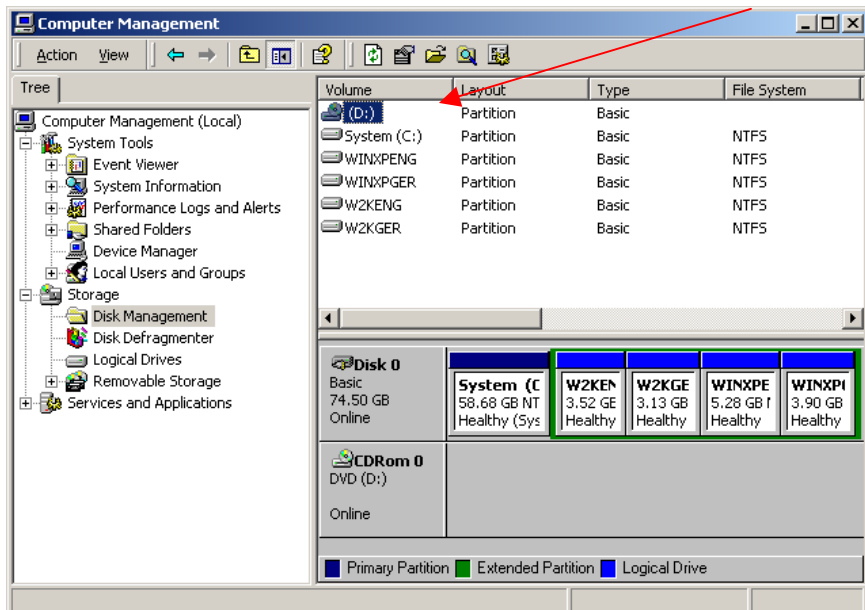 Computer Management
Action View
Tree
Computer Management (Local)
System Tools
Event Viewer
System Information
Performance Logs and Alerts
Shared Folders
Device Manager
Local Users and Groups
Storage
Disk Management
Disk Defragmenter
Logical Drives
Removable Storage
Services and Applications
Volume Layout Type File System
(D:) Partition Basic
System (C:) Partition Basic NTFS
WINXPENG Partition Basic NTFS
WINXPGER Partition Basic NTFS
W2KENG Partition Basic NTFS
W2KGER Partition Basic NTFS
Disk 0
Basic
74.50 GB
Online
System (C
58.68 GB NT
Healthy (Sys
W2KEN
3.52 GE
Healthy
W2KGE
3.13 GB
Healthy
WINXPE
5.28 GB
Healthy
WINXP(
3.90 GB
Healthy
CDRom 0
DVD (D:)
Online
Primary Partition Extended Partition Logical Drive